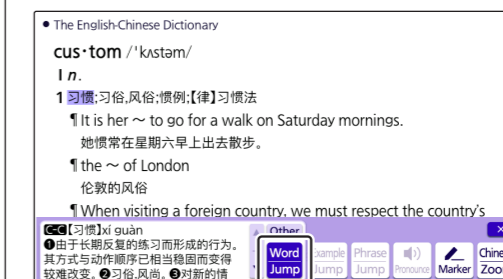 ● The English-Chinese Dictionary
cus·tom /ˈkʌstəm/
I n.
1 习惯;习俗,风俗;惯例;【律】习惯法
¶ It is her ～ to go for a walk on Saturday mornings.
她惯常在星期六早上出去散步。
¶ the ～ of London
伦敦的风俗
¶ When visiting a foreign country, we must respect the country's
C-C【习惯】xí guàn
❶由于长期反复的练习而形成的行为。
其方式与动作顺序已相当稳固而变得
较难改变。❷习俗,风尚。❸对新的情
Other
Word Jump
Example Jump
Phrase Jump
Pronounce
Marker
Chine
Zoo